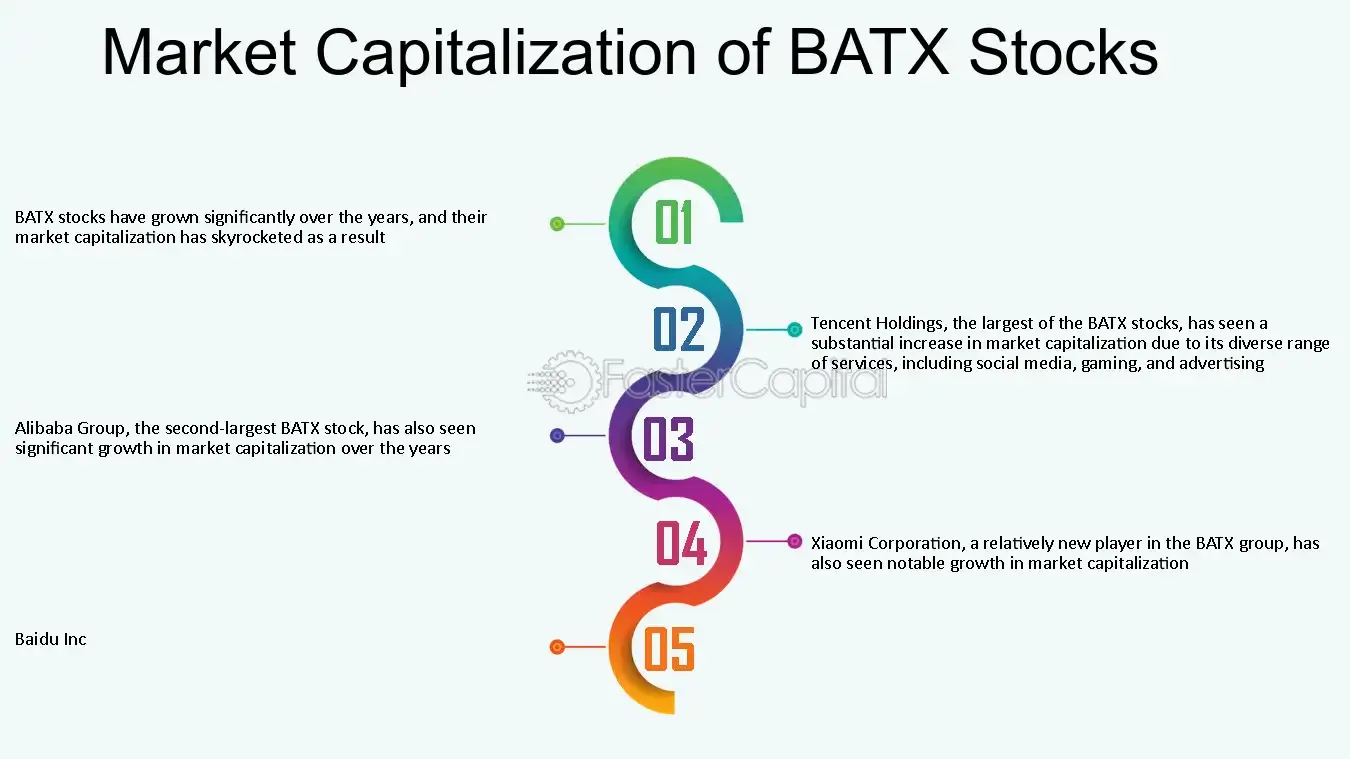 Market Capitalization of BATX Stocks
01
BATX stocks have grown significantly over the years, and their
market capitalization has skyrocketed as a result
02
Tencent Holdings, the largest of the BATX stocks, has seen a
substantial increase in market capitalization due to its diverse range
of services, including social media, gaming, and advertising
FasterCapital
03
Alibaba Group, the second-largest BATX stock, has also seen
significant growth in market capitalization over the years
04
Xiaomi Corporation, a relatively new player in the BATX group, has
also seen notable growth in market capitalization
05
Baidu Inc